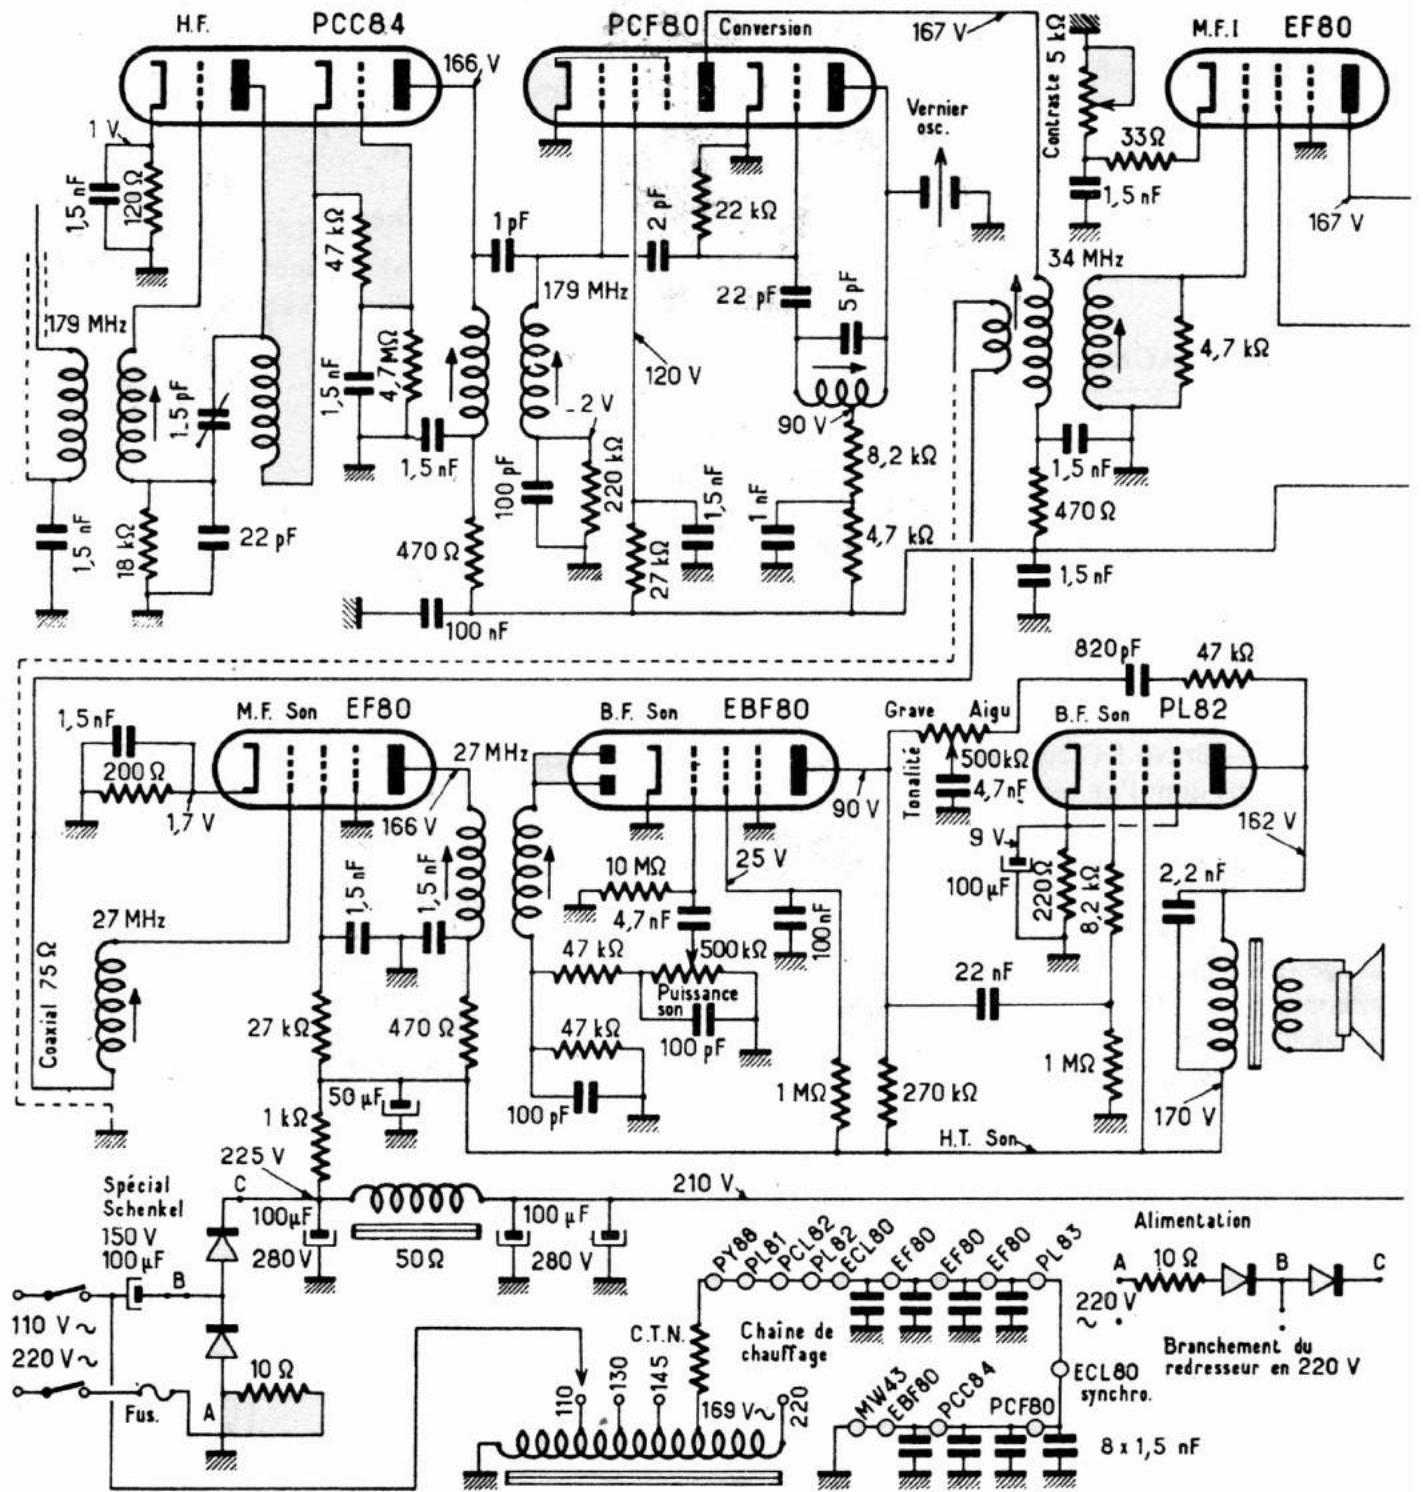 H.F. PCC84
PCF80 Conversion
167 V
Contraste 5 kΩ
M.F.I EF80
166 V
1 V
1,5 nF
120 Ω
Vernier
osc.
33 Ω
1,5 nF
167 V
47 kΩ
1 pF
2 pF
22 kΩ
34 MHz
179 MHz
179 MHz
22 pF
5 pF
4,7 kΩ
1,5 pF
1,5 nF
4,7 MΩ
120 V
-2 V
90 V
8,2 kΩ
1,5 nF
1,5 nF
100 pF
220 kΩ
1,5 nF
1 nF
470 Ω
1,5 nF
18 kΩ
22 pF
470 Ω
27 kΩ
4,7 kΩ
1,5 nF
100 nF
820 pF
47 kΩ
1,5 nF
M.F. Son EF80
B.F. Son EBF80
Grave Aigu
B.F. Son PL82
200 Ω
27 MHz
Tonalité
500 kΩ
4,7 nF
1,7 V
166 V
90 V
162 V
9 V
25 V
100 µF
220 Ω
8,2 kΩ
2,2 nF
10 MΩ
1,5 nF
1,5 nF
4,7 nF
100 nF
27 MHz
Coaxial 75 Ω
47 kΩ
500 kΩ
22 nF
Puissance
son
27 kΩ
470 Ω
47 kΩ
100 pF
1 MΩ
50 µF
100 pF
1 MΩ
270 kΩ
170 V
1 kΩ
H.T. Son
225 V
Spécial
Schenkel
150 V
100 µF
C
210 V
100 µF
280 V
50 Ω
100 µF
280 V
PY88
PL81
PCL82
PL82
ECL80
EF80
EF80
EF80
PL83
Alimentation
A
10 Ω
B
C
B
110 V ~
220 V ~
220 V
~
C.T.N.
Chaîne de
chauffage
Branchement du
redresseur en 220 V
10 Ω
Fus.
A
110
130
145
169 V ~
220
MW43
EBF80
PCC84
PCF80
ECL80
synchro.
8 x 1,5 nF